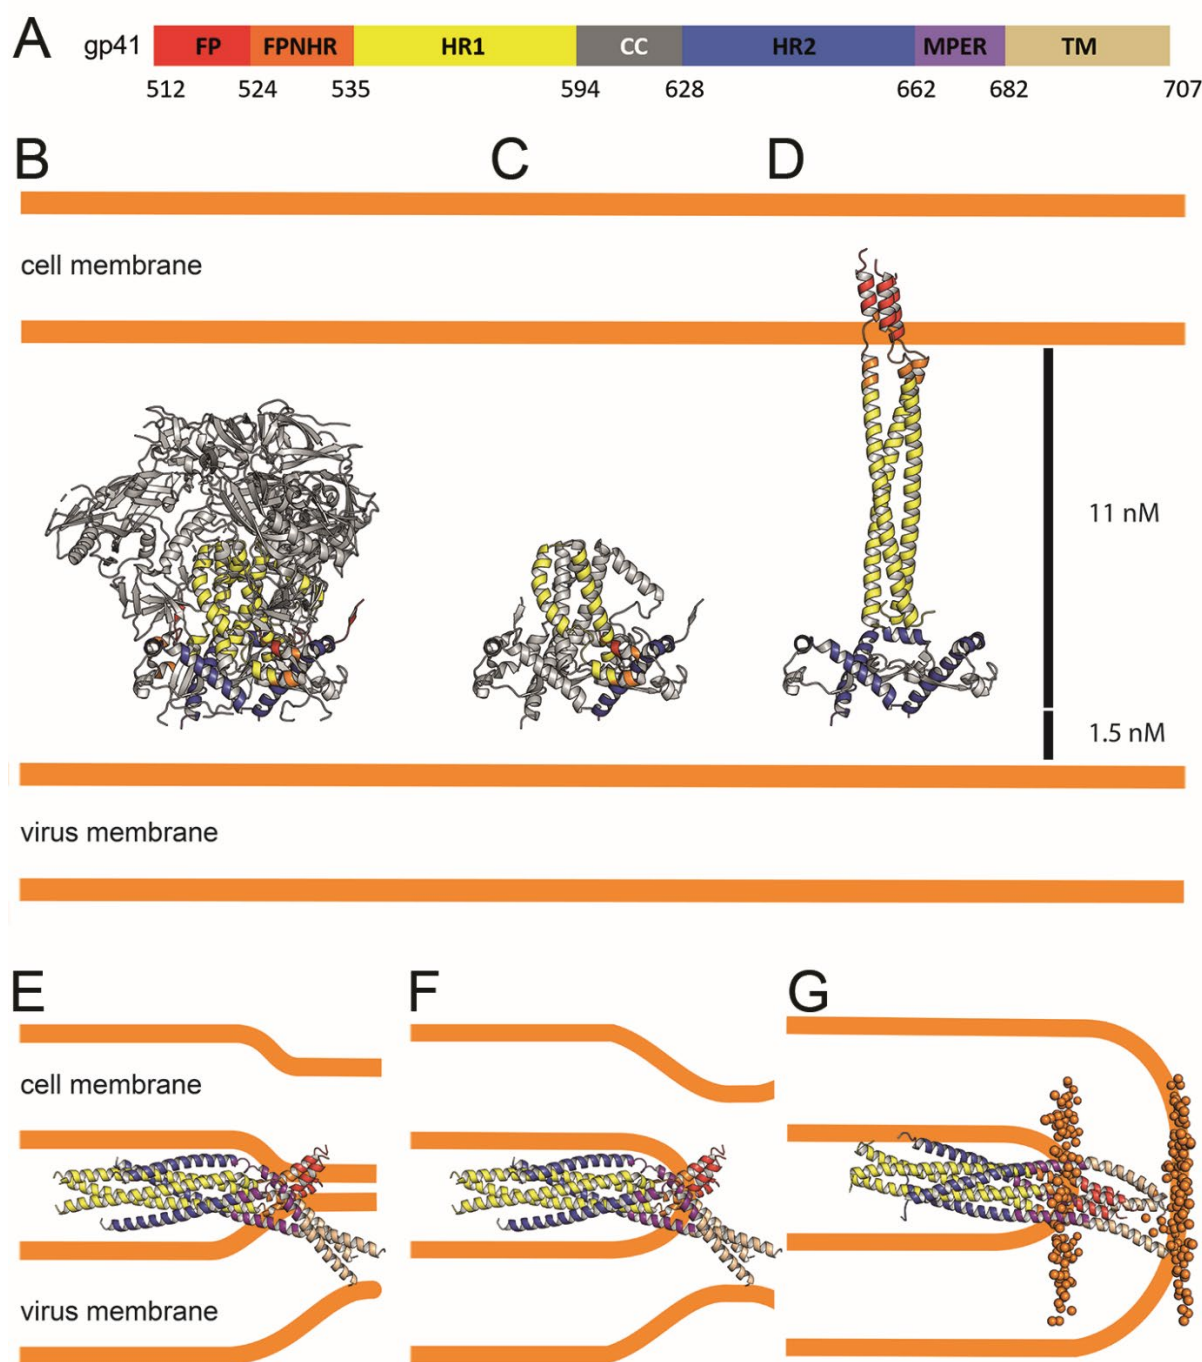 A
gp41 FP FPNHR HR1 CC HR2 MPER TM
512 524 535 594 628 662 682 707
B C D
cell membrane
11 nM
1.5 nM
virus membrane
E F G
cell membrane
virus membrane